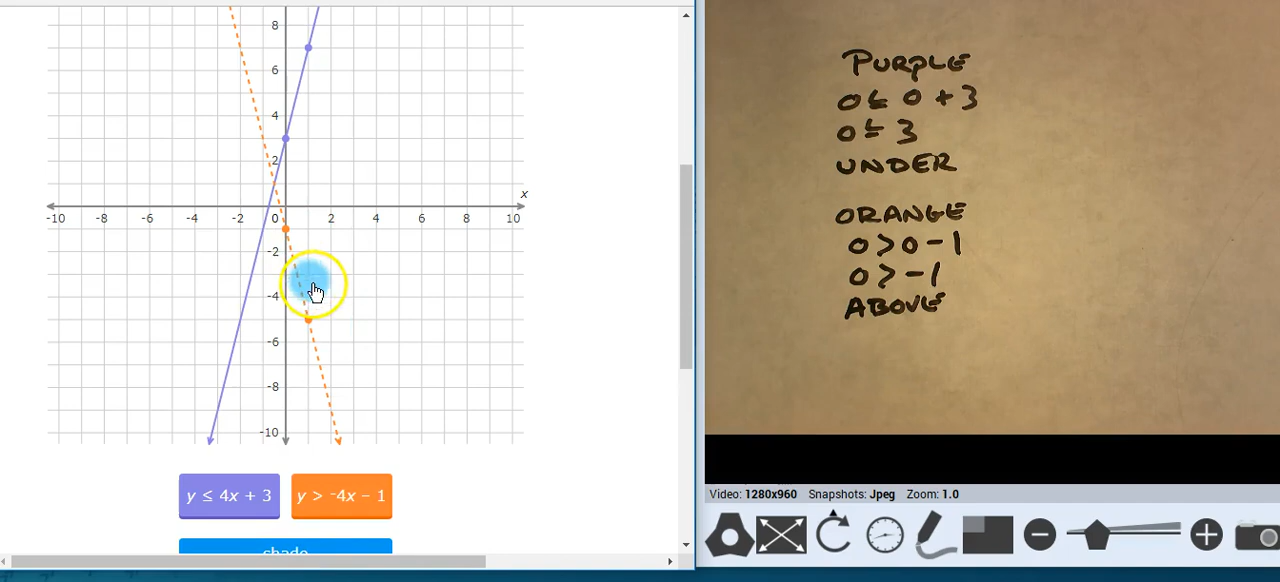 8
6
4
2
x
-10 -8 -6 -4 -2 0 2 4 6 8 10
-2
-4
-6
-8
-10
y ≤ 4x + 3 y > -4x − 1
shade
PURPLE
0 ≤ 0 + 3
0 ≤ 3
UNDER
ORANGE
0 > 0 - 1
0 > -1
ABOVE
Video: 1280x960 Snapshots: Jpeg Zoom: 1.0